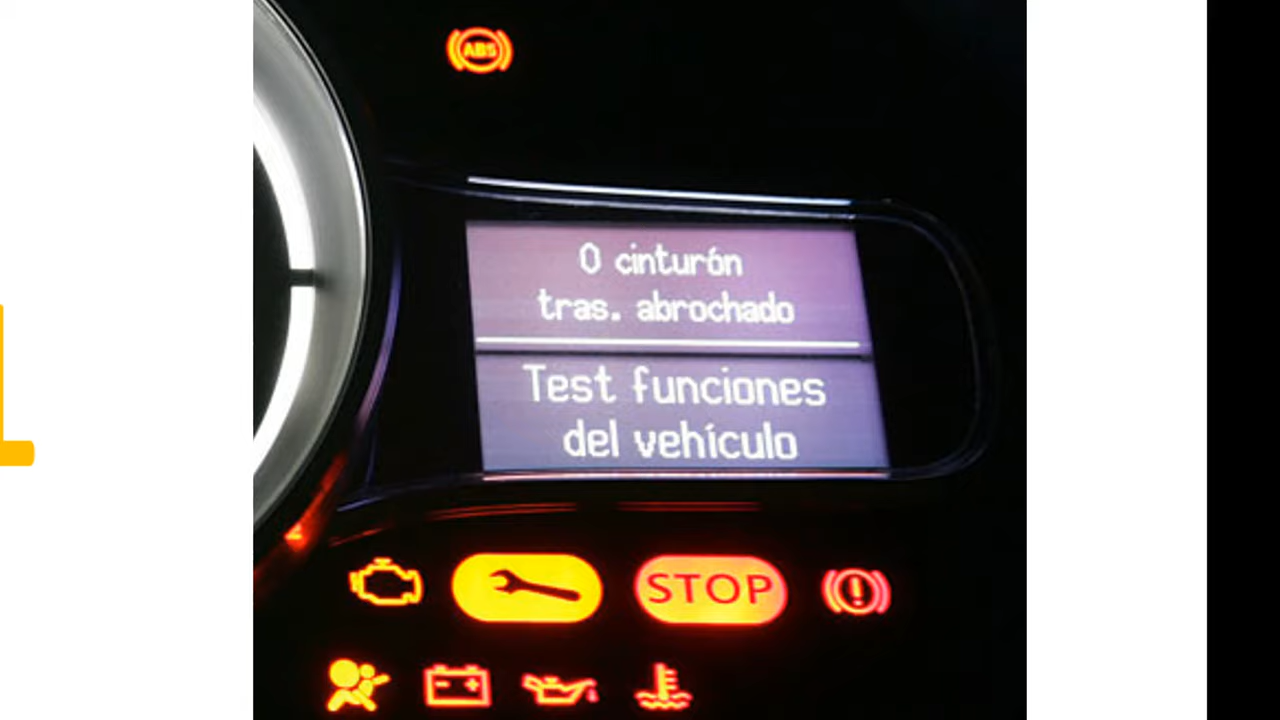 ABS
0 cinturón
tras. abrochado
Test funciones
del vehículo
STOP